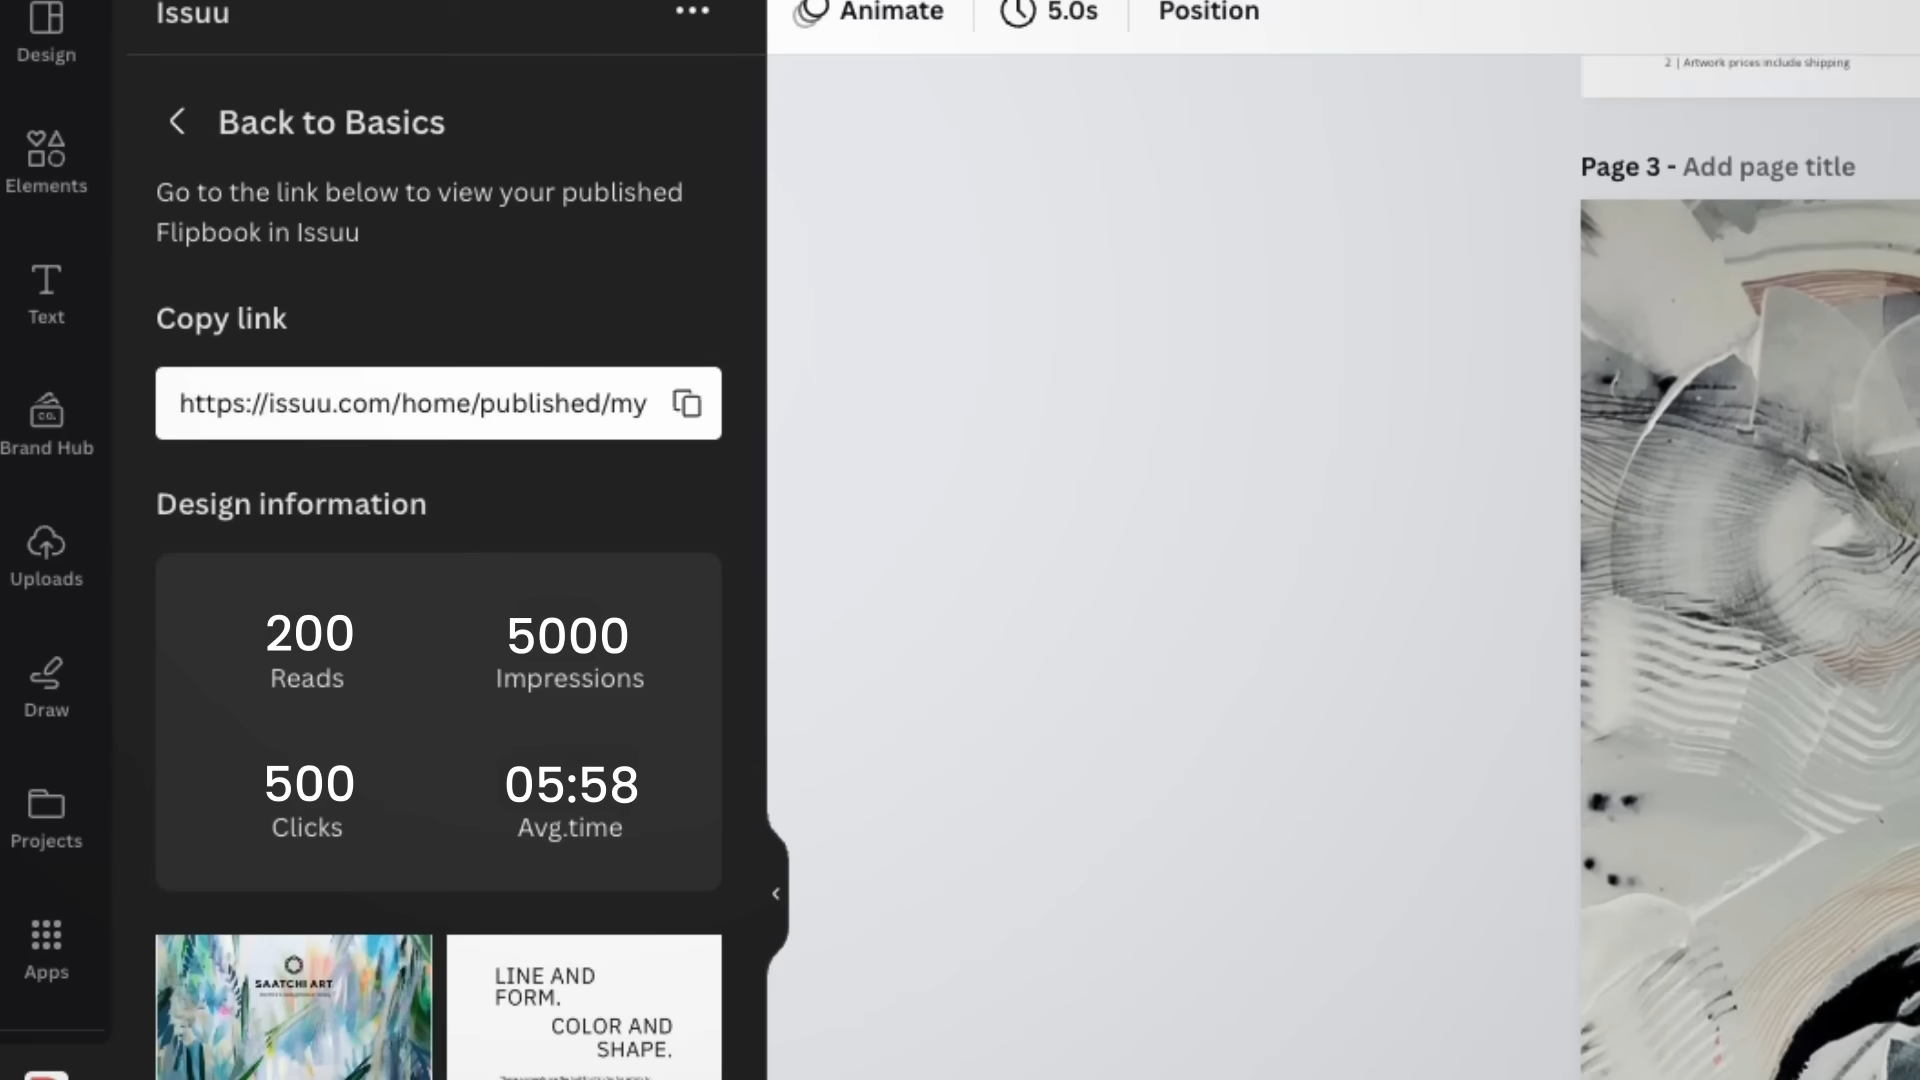 Issuu
Animate
5.0s
Position
Design
Elements
Text
Brand Hub
CO.
Uploads
Draw
Projects
Apps
Back to Basics
Go to the link below to view your published
Flipbook in Issuu
Copy link
https://issuu.com/home/published/my
Design information
200
Reads
5000
Impressions
500
Clicks
05:58
Avg.time
SAATCHI ART
LINE AND
FORM.
COLOR AND
SHAPE.
2 | Artwork prices include shipping
Page 3 - Add page title